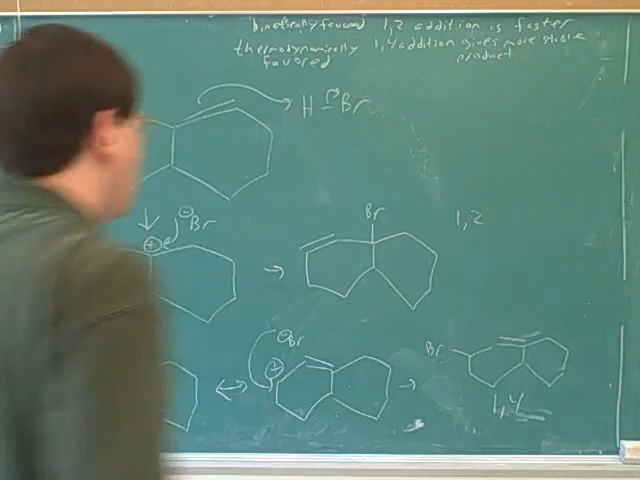 kinetically favored 1,2 addition is faster
thermodynamically 1,4 addition gives more stable
favored product
H - Br
⊖Br
⊕
Br
1,2
⊖Br
⊕
Br
1,4